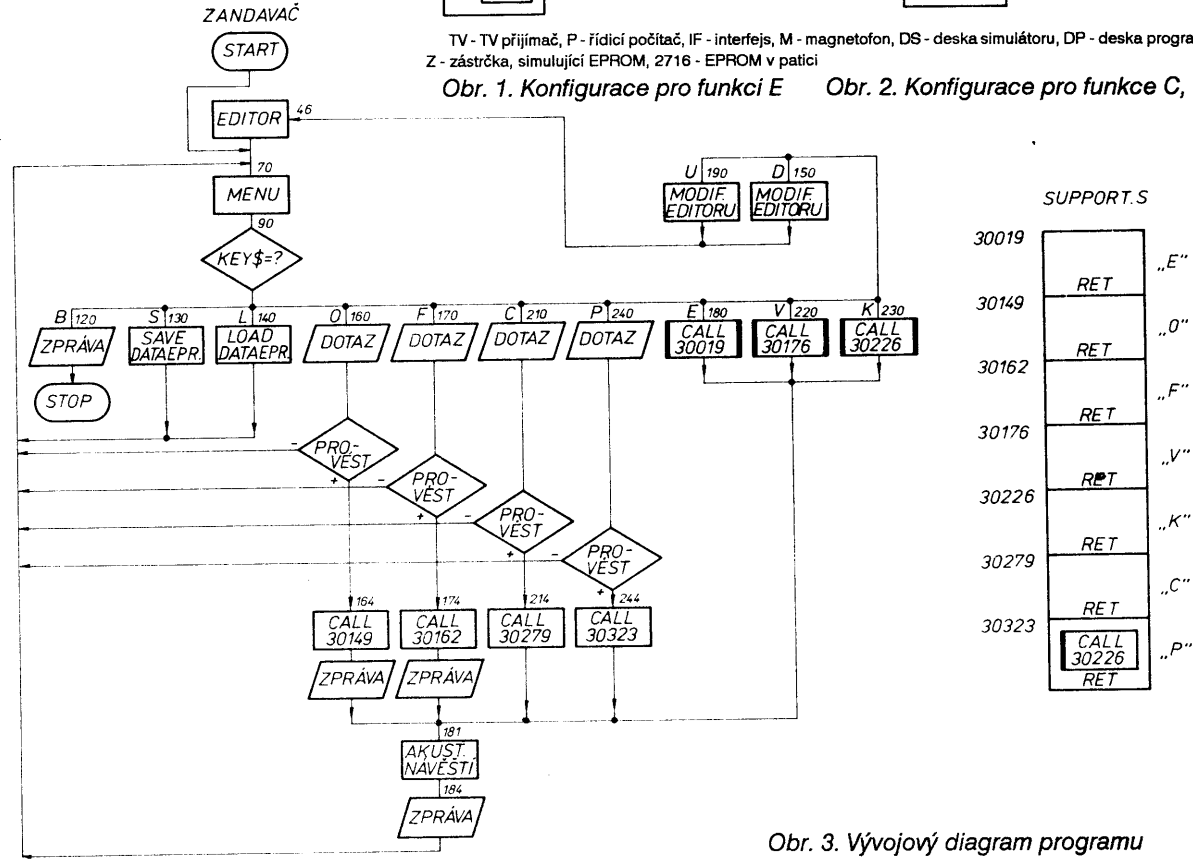 ZANDAVAČ
START
TV - TV přijímač, P - řídicí počítač, IF - interfejs, M - magnetofon, DS - deska simulátoru, DP - deska progra
Z - zástrčka, simulující EPROM, 2716 - EPROM v patici
Obr. 1. Konfigurace pro funkci E
Obr. 2. Konfigurace pro funkce C,
EDITOR
46
70
MENU
90
KEY$=?
U 190
MODIF.
EDITORU
D 150
MODIF.
EDITORU
B 120
ZPRÁVA
STOP
S 130
SAVE
DATAEPR.
L 140
LOAD
DATAEPR.
O 160
DOTAZ
F 170
DOTAZ
C 210
DOTAZ
P 240
DOTAZ
E 180
CALL
30019
V 220
CALL
30176
K 230
CALL
30226
- PRO-
VÉST
+
- PRO-
VÉST
+
- PRO-
VÉST
+
- PRO-
VÉST
+
164
CALL
30149
ZPRÁVA
174
CALL
30162
ZPRÁVA
214
CALL
30279
244
CALL
30323
181
AKUST.
NÁVĚŠTÍ
184
ZPRÁVA
SUPPORT.S
30019
RET
„E"
30149
RET
„O"
30162
RET
„F"
30176
RET
„V"
30226
RET
„K"
30279
RET
„C"
30323
CALL
30226
RET
„P"
Obr. 3. Vývojový diagram programu